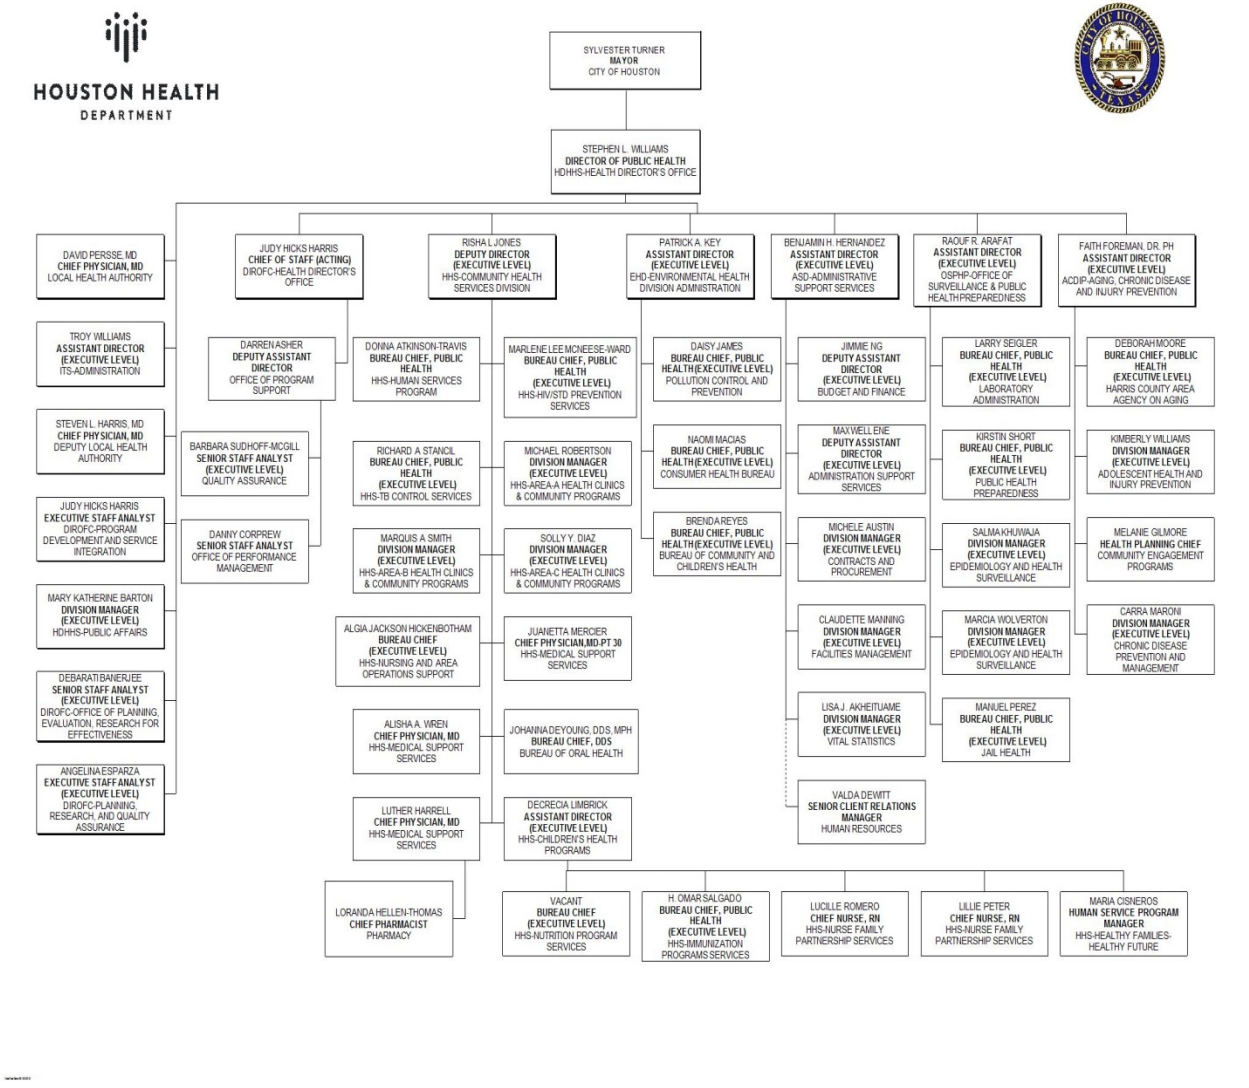 HOUSTON HEALTH
DEPARTMENT
CITY OF HOUSTON
TEXAS
SYLVESTER TURNER
MAYOR
CITY OF HOUSTON
STEPHEN L. WILLIAMS
DIRECTOR OF PUBLIC HEALTH
HDHHS-HEALTH DIRECTOR'S OFFICE
DAVID PERSSE, MD
CHIEF PHYSICIAN, MD
LOCAL HEALTH AUTHORITY
TROY WILLIAMS
ASSISTANT DIRECTOR
(EXECUTIVE LEVEL)
ITS-ADMINISTRATION
STEVEN L. HARRIS, MD
CHIEF PHYSICIAN, MD
DEPUTY LOCAL HEALTH
AUTHORITY
JUDY HICKS HARRIS
EXECUTIVE STAFF ANALYST
DIROFC-PROGRAM
DEVELOPMENT AND SERVICE
INTEGRATION
MARY KATHERINE BARTON
DIVISION MANAGER
(EXECUTIVE LEVEL)
HDHHS-PUBLIC AFFAIRS
DEBARATI BANERJEE
SENIOR STAFF ANALYST
(EXECUTIVE LEVEL)
DIROFC-OFFICE OF PLANNING,
EVALUATION, RESEARCH FOR
EFFECTIVENESS
ANGELINA ESPARZA
EXECUTIVE STAFF ANALYST
(EXECUTIVE LEVEL)
DIROFC-PLANNING,
RESEARCH, AND QUALITY
ASSURANCE
JUDY HICKS HARRIS
CHIEF OF STAFF (ACTING)
DIROFC-HEALTH DIRECTOR'S
OFFICE
DARREN ASHER
DEPUTY ASSISTANT
DIRECTOR
OFFICE OF PROGRAM
SUPPORT
BARBARA SUDHOFF-MCGILL
SENIOR STAFF ANALYST
(EXECUTIVE LEVEL)
QUALITY ASSURANCE
DANNY CORPREW
SENIOR STAFF ANALYST
OFFICE OF PERFORMANCE
MANAGEMENT
RISHA L JONES
DEPUTY DIRECTOR
(EXECUTIVE LEVEL)
HHS-COMMUNITY HEALTH
SERVICES DIVISION
DONNA ATKINSON-TRAVIS
BUREAU CHIEF, PUBLIC
HEALTH
HHS-HUMAN SERVICES
PROGRAM
MARLENE LEE MCNEESE-WARD
BUREAU CHIEF, PUBLIC
HEALTH
(EXECUTIVE LEVEL)
HHS-HIV/STD PREVENTION
SERVICES
RICHARD A STANCIL
BUREAU CHIEF, PUBLIC
HEALTH
(EXECUTIVE LEVEL)
HHS-TB CONTROL SERVICES
MICHAEL ROBERTSON
DIVISION MANAGER
(EXECUTIVE LEVEL)
HHS-AREA-A HEALTH CLINICS
& COMMUNITY PROGRAMS
MARQUIS A SMITH
DIVISION MANAGER
(EXECUTIVE LEVEL)
HHS-AREA-B HEALTH CLINICS
& COMMUNITY PROGRAMS
SOLLY Y. DIAZ
DIVISION MANAGER
(EXECUTIVE LEVEL)
HHS-AREA-C HEALTH CLINICS
& COMMUNITY PROGRAMS
ALGIA JACKSON HICKENBOTHAM
BUREAU CHIEF
(EXECUTIVE LEVEL)
HHS-NURSING AND AREA
OPERATIONS SUPPORT
JUANETTA MERCIER
CHIEF PHYSICIAN,MD-PT 30
HHS-MEDICAL SUPPORT
SERVICES
ALISHA A. WREN
CHIEF PHYSICIAN, MD
HHS-MEDICAL SUPPORT
SERVICES
JOHANNA DEYOUNG, DDS, MPH
BUREAU CHIEF, DDS
BUREAU OF ORAL HEALTH
LUTHER HARRELL
CHIEF PHYSICIAN, MD
HHS-MEDICAL SUPPORT
SERVICES
DECRECIA LIMBRICK
ASSISTANT DIRECTOR
(EXECUTIVE LEVEL)
HHS-CHILDREN'S HEALTH
PROGRAMS
LORANDA HELLEN-THOMAS
CHIEF PHARMACIST
PHARMACY
VACANT
BUREAU CHIEF
(EXECUTIVE LEVEL)
HHS-NUTRITION PROGRAM
SERVICES
H. OMAR SALGADO
BUREAU CHIEF, PUBLIC
HEALTH
(EXECUTIVE LEVEL)
HHS-IMMUNIZATION
PROGRAMS SERVICES
LUCILLE ROMERO
CHIEF NURSE, RN
HHS-NURSE FAMILY
PARTNERSHIP SERVICES
LILLIE PETER
CHIEF NURSE, RN
HHS-NURSE FAMILY
PARTNERSHIP SERVICES
MARIA CISNEROS
HUMAN SERVICE PROGRAM
MANAGER
HHS-HEALTHY FAMILIES-
HEALTHY FUTURE
PATRICK A. KEY
ASSISTANT DIRECTOR
(EXECUTIVE LEVEL)
EHD-ENVIRONMENTAL HEALTH
DIVISION ADMINISTRATION
DAISY JAMES
BUREAU CHIEF, PUBLIC
HEALTH (EXECUTIVE LEVEL)
POLLUTION CONTROL AND
PREVENTION
NAOMI MACIAS
BUREAU CHIEF, PUBLIC
HEALTH (EXECUTIVE LEVEL)
CONSUMER HEALTH BUREAU
BRENDA REYES
BUREAU CHIEF, PUBLIC
HEALTH (EXECUTIVE LEVEL)
BUREAU OF COMMUNITY AND
CHILDREN'S HEALTH
BENJAMIN H. HERNANDEZ
ASSISTANT DIRECTOR
(EXECUTIVE LEVEL)
ASD-ADMINISTRATIVE
SUPPORT SERVICES
JIMMIE NG
DEPUTY ASSISTANT
DIRECTOR
(EXECUTIVE LEVEL)
BUDGET AND FINANCE
MAXWELL ENE
DEPUTY ASSISTANT
DIRECTOR
(EXECUTIVE LEVEL)
ADMINISTRATION SUPPORT
SERVICES
MICHELE AUSTIN
DIVISION MANAGER
(EXECUTIVE LEVEL)
CONTRACTS AND
PROCUREMENT
CLAUDETTE MANNING
DIVISION MANAGER
(EXECUTIVE LEVEL)
FACILITIES MANAGEMENT
LISA J. AKHEITUAME
DIVISION MANAGER
(EXECUTIVE LEVEL)
VITAL STATISTICS
VALDA DEWITT
SENIOR CLIENT RELATIONS
MANAGER
HUMAN RESOURCES
RAOUF R. ARAFAT
ASSISTANT DIRECTOR
(EXECUTIVE LEVEL)
OSPHP-OFFICE OF
SURVEILLANCE & PUBLIC
HEALTH PREPAREDNESS
LARRY SEIGLER
BUREAU CHIEF, PUBLIC
HEALTH
(EXECUTIVE LEVEL)
LABORATORY
ADMINISTRATION
KIRSTIN SHORT
BUREAU CHIEF, PUBLIC
HEALTH
(EXECUTIVE LEVEL)
PUBLIC HEALTH
PREPAREDNESS
SALMA KHUWAJA
DIVISION MANAGER
(EXECUTIVE LEVEL)
EPIDEMIOLOGY AND HEALTH
SURVEILLANCE
MARCIA WOLVERTON
DIVISION MANAGER
(EXECUTIVE LEVEL)
EPIDEMIOLOGY AND HEALTH
SURVEILLANCE
MANUEL PEREZ
BUREAU CHIEF, PUBLIC
HEALTH
(EXECUTIVE LEVEL)
JAIL HEALTH
FAITH FOREMAN, DR. PH
ASSISTANT DIRECTOR
(EXECUTIVE LEVEL)
ACDIP-AGING, CHRONIC DISEASE
AND INJURY PREVENTION
DEBORAH MOORE
BUREAU CHIEF, PUBLIC
HEALTH
(EXECUTIVE LEVEL)
HARRIS COUNTY AREA
AGENCY ON AGING
KIMBERLY WILLIAMS
DIVISION MANAGER
(EXECUTIVE LEVEL)
ADOLESCENT HEALTH AND
INJURY PREVENTION
MELANIE GILMORE
HEALTH PLANNING CHIEF
COMMUNITY ENGAGEMENT
PROGRAMS
CARRA MARONI
DIVISION MANAGER
(EXECUTIVE LEVEL)
CHRONIC DISEASE
PREVENTION AND
MANAGEMENT